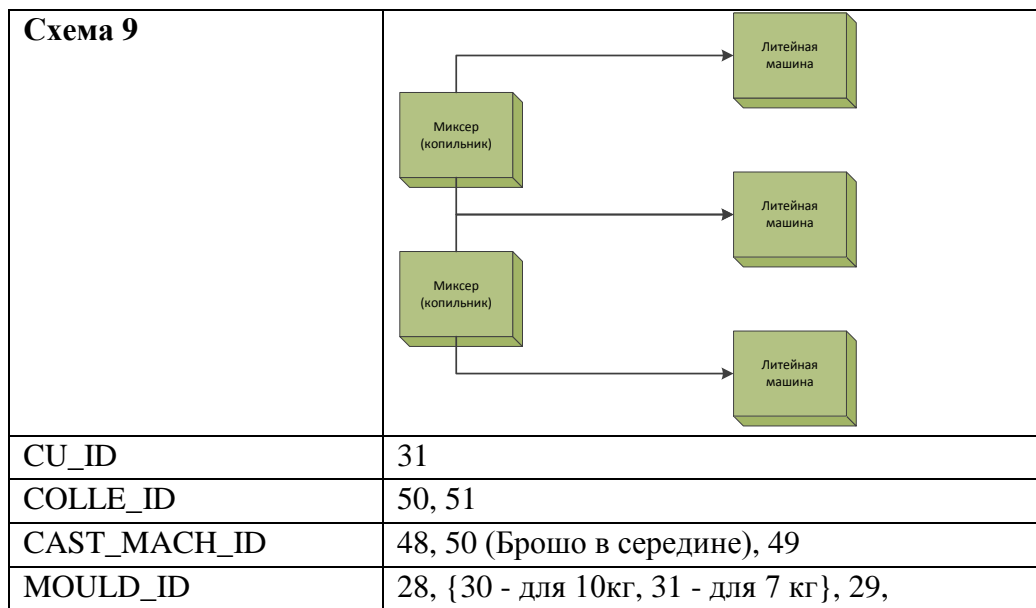 Схема 9
Литейная
машина
Миксер
(копильник)
Литейная
машина
Миксер
(копильник)
Литейная
машина
CU_ID 31
COLLE_ID 50, 51
CAST_MACH_ID 48, 50 (Брошо в середине), 49
MOULD_ID 28, {30 - для 10кг, 31 - для 7 кг}, 29,